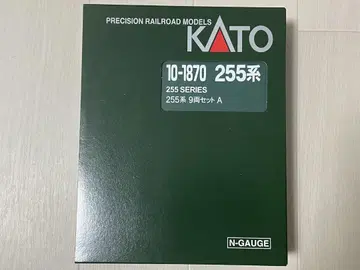 PRECISION RAILROAD MODELS
KATO
10-1870 255系
255 SERIES
255系 9両セット A
N-GAUGE